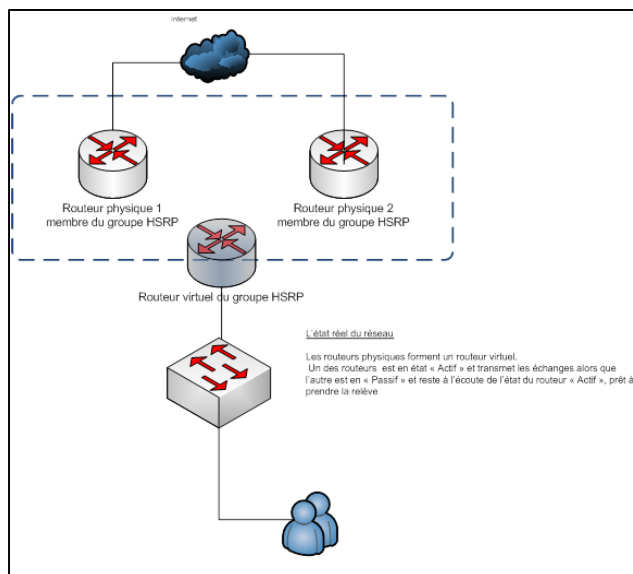 Internet
Routeur physique 1
membre du groupe HSRP
Routeur physique 2
membre du groupe HSRP
Routeur virtuel du groupe HSRP
L'état réel du réseau
Les routeurs physiques forment un routeur virtuel.
Un des routeurs est en état « Actif » et transmet les échanges alors que
l'autre est en « Passif » et reste à l'écoute de l'état du routeur « Actif », prêt à
prendre la relève